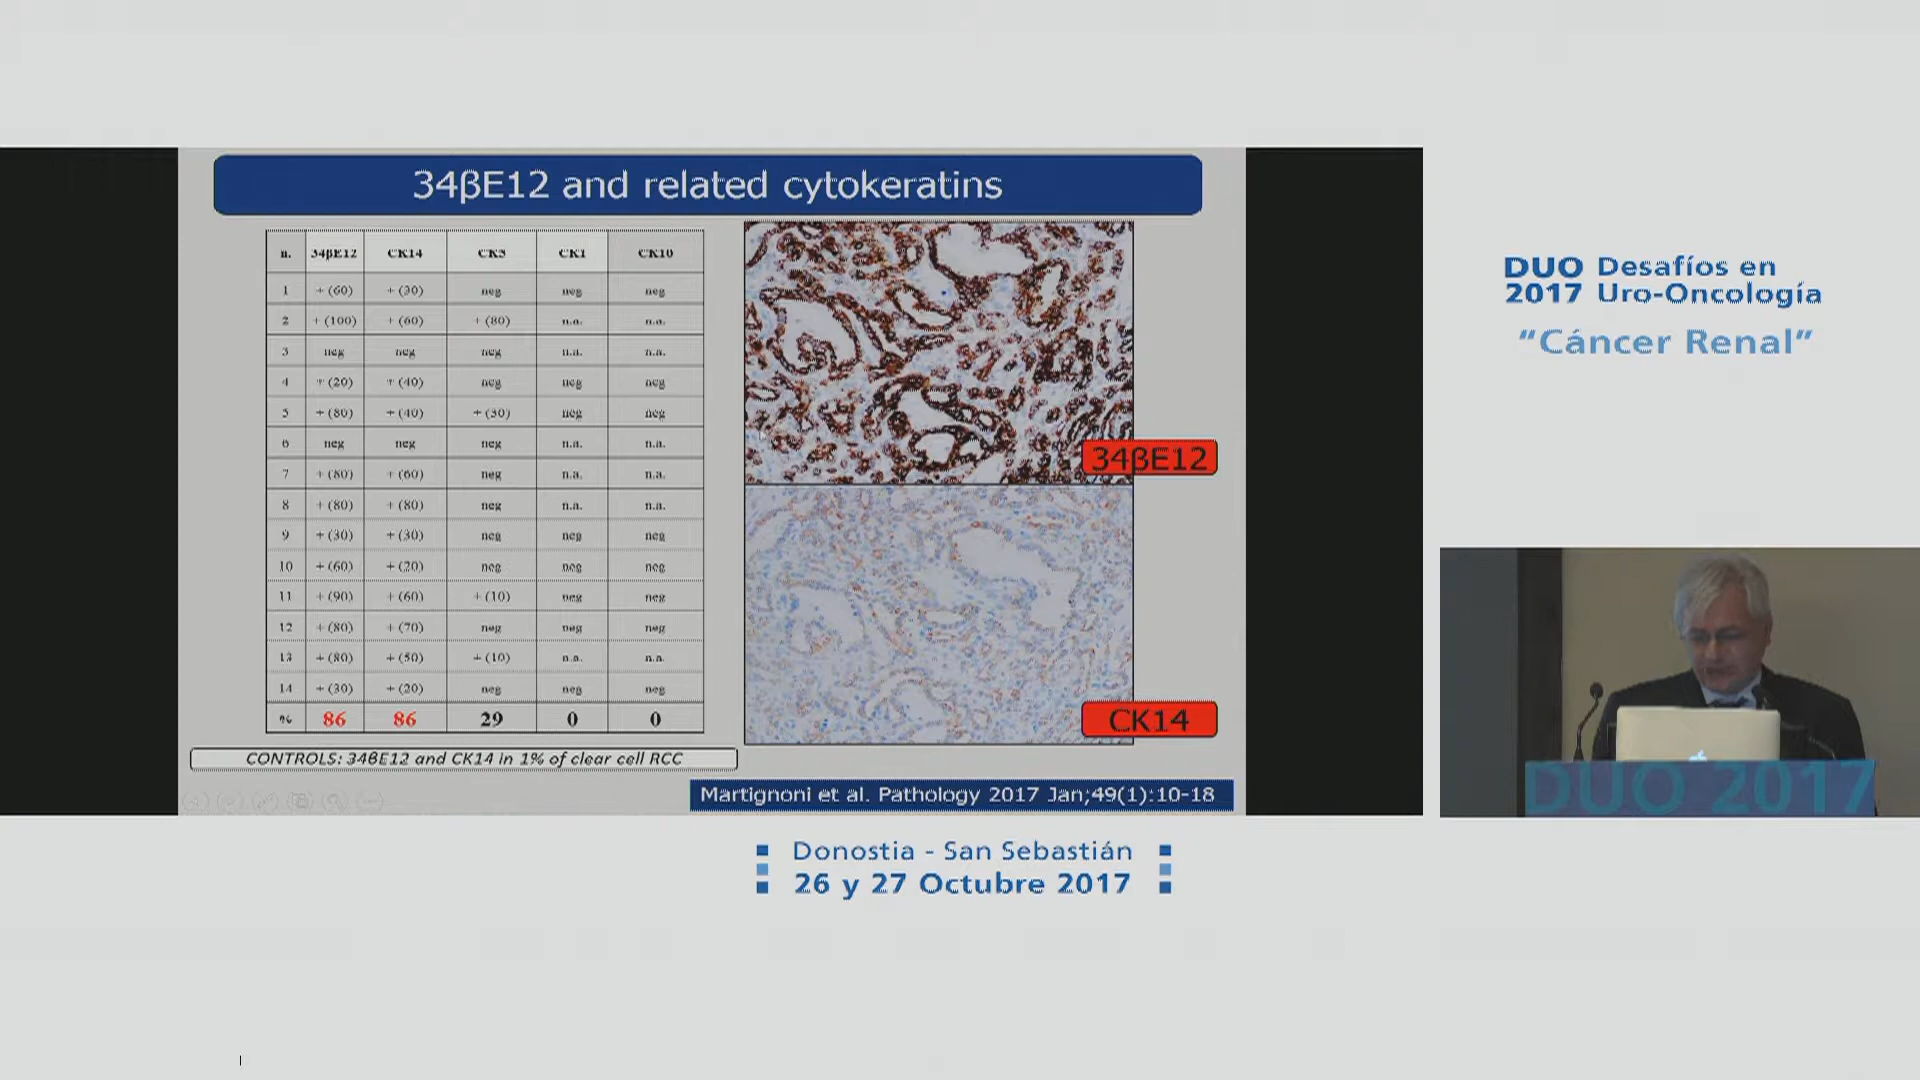 34βE12 and related cytokeratins
n. 34βE12 CK14 CK5 CK1 CK10
1 + (60) + (30) neg neg neg
2 + (100) + (60) + (80) n.a. n.a.
3 neg neg neg n.a. n.a.
4 + (20) + (40) neg neg neg
5 + (80) + (40) + (30) neg neg
6 neg neg neg n.a. n.a.
7 + (80) + (60) neg n.a. n.a.
8 + (80) + (80) neg n.a. n.a.
9 + (30) + (30) neg neg neg
10 + (60) + (20) neg neg neg
11 + (90) + (60) + (10) neg neg
12 + (80) + (70) neg neg neg
13 + (80) + (50) + (10) n.a. n.a.
14 + (30) + (20) neg neg neg
% 86 86 29 0 0
CONTROLS: 34βE12 and CK14 in 1% of clear cell RCC
34βE12
CK14
Martignoni et al. Pathology 2017 Jan;49(1):10-18
DUO Desafíos en
2017 Uro-Oncología
“Cáncer Renal”
DUO 2017
Donostia - San Sebastián
26 y 27 Octubre 2017